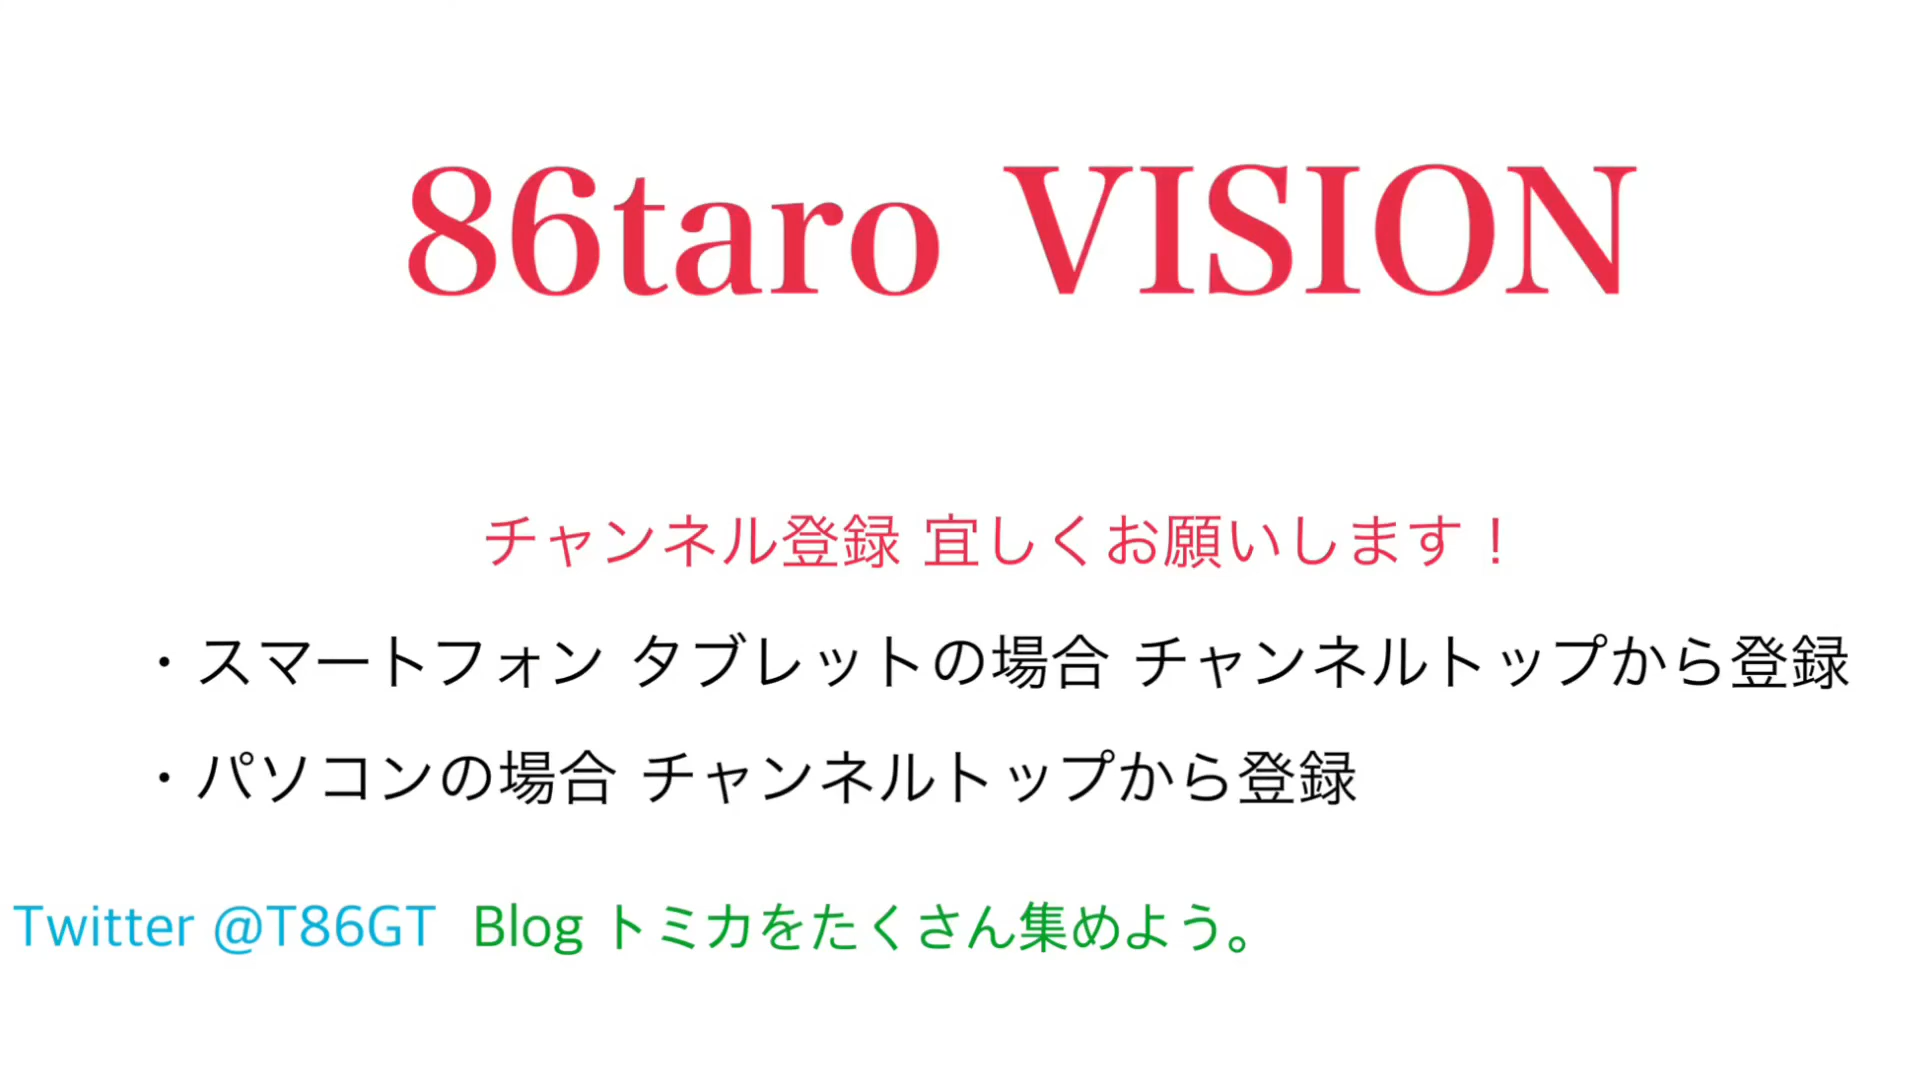 86taro VISION
チャンネル登録 宜しくお願いします！
・スマートフォン タブレットの場合 チャンネルトップから登録
・パソコンの場合 チャンネルトップから登録
Twitter @T86GT Blog トミカをたくさん集めよう。